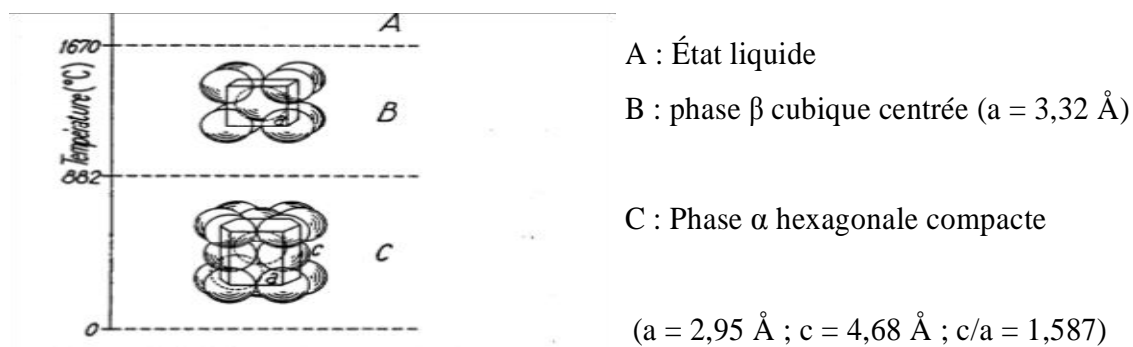 A
1670
Température (°C)
B
a
882
C
c
a
0
A : État liquide
B : phase β cubique centrée (a = 3,32 Å)
C : Phase α hexagonale compacte
(a = 2,95 Å ; c = 4,68 Å ; c/a = 1,587)